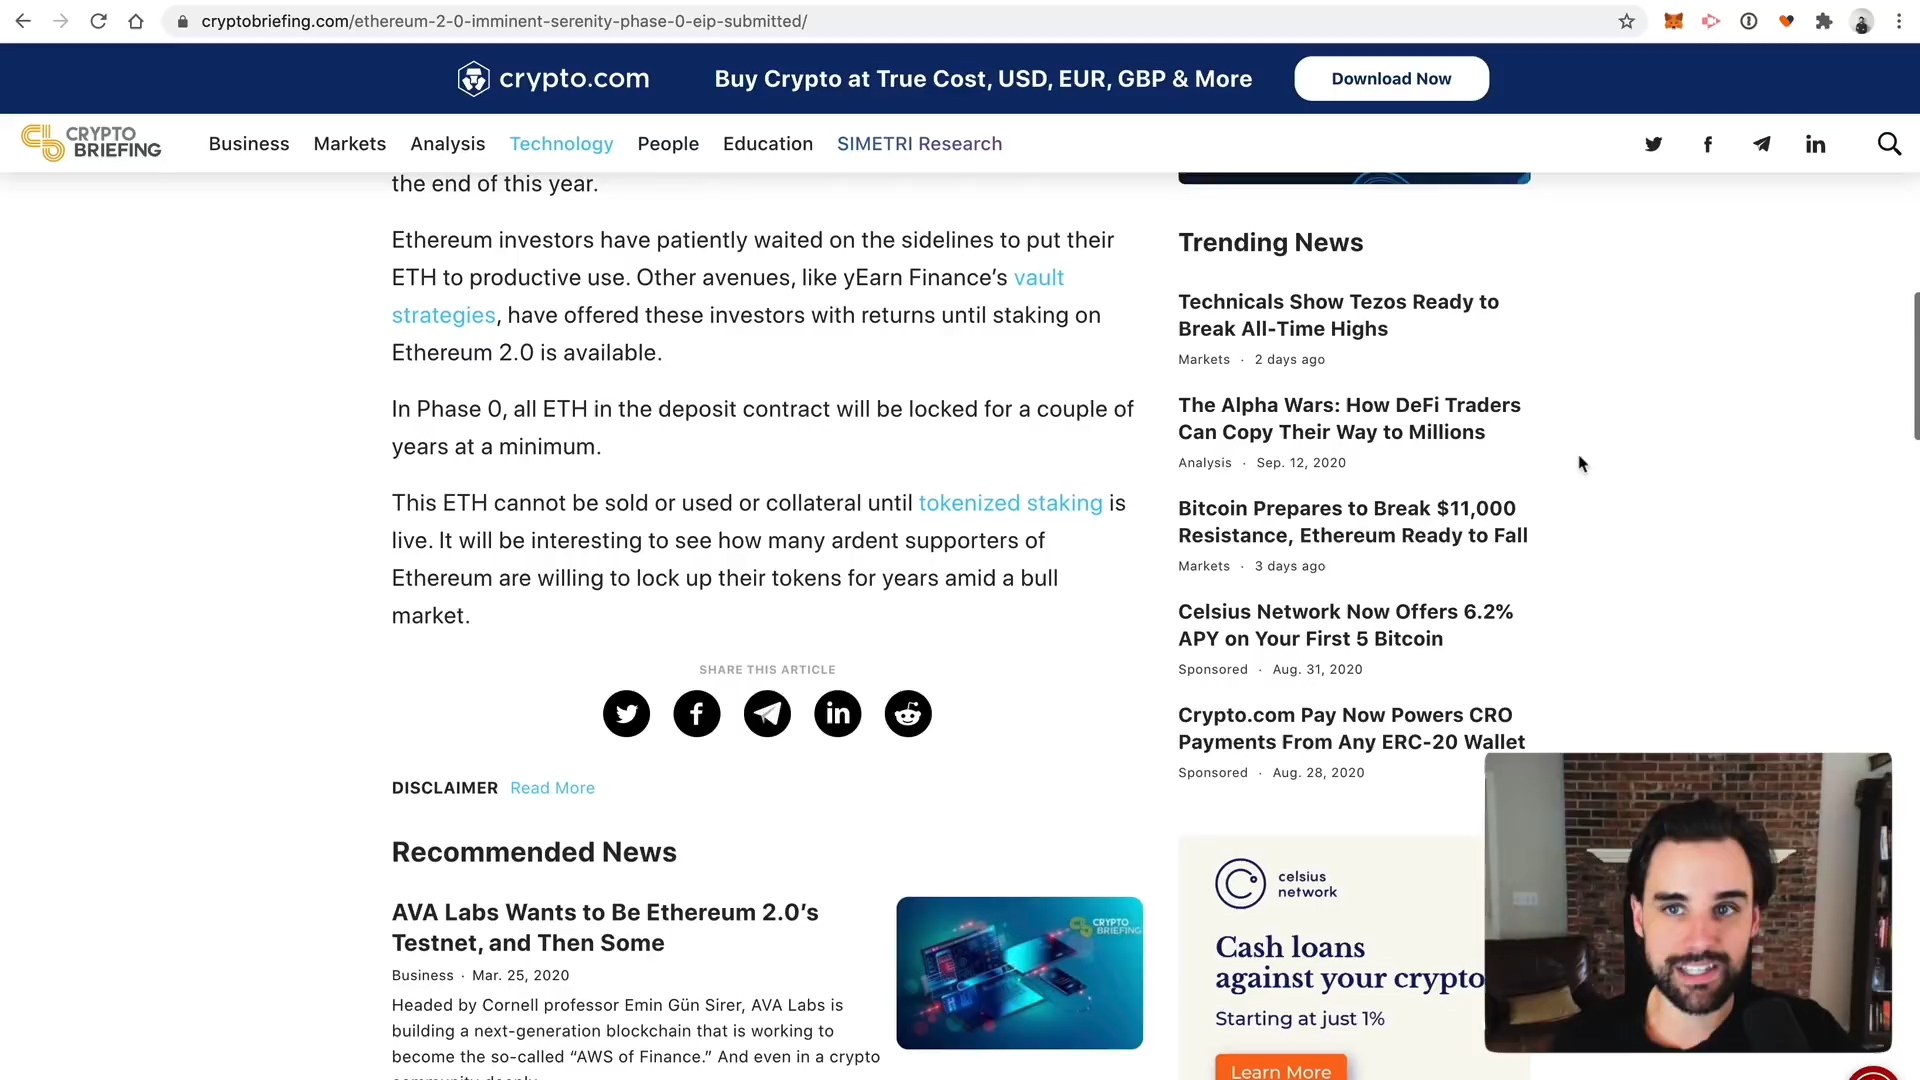 cryptobriefing.com/ethereum-2-0-imminent-serenity-phase-0-eip-submitted/
crypto.com
Buy Crypto at True Cost, USD, EUR, GBP & More
Download Now
CRYPTO
BRIEFING
Business
Markets
Analysis
Technology
People
Education
SIMETRI Research
the end of this year.
Ethereum investors have patiently waited on the sidelines to put their
ETH to productive use. Other avenues, like yEarn Finance’s vault
strategies, have offered these investors with returns until staking on
Ethereum 2.0 is available.
In Phase 0, all ETH in the deposit contract will be locked for a couple of
years at a minimum.
This ETH cannot be sold or used or collateral until tokenized staking is
live. It will be interesting to see how many ardent supporters of
Ethereum are willing to lock up their tokens for years amid a bull
market.
SHARE THIS ARTICLE
DISCLAIMER Read More
Recommended News
AVA Labs Wants to Be Ethereum 2.0’s
Testnet, and Then Some
Business · Mar. 25, 2020
Headed by Cornell professor Emin Gün Sirer, AVA Labs is
building a next-generation blockchain that is working to
become the so-called “AWS of Finance.” And even in a crypto
CRYPTO
BRIEFING
Trending News
Technicals Show Tezos Ready to
Break All-Time Highs
Markets · 2 days ago
The Alpha Wars: How DeFi Traders
Can Copy Their Way to Millions
Analysis · Sep. 12, 2020
Bitcoin Prepares to Break $11,000
Resistance, Ethereum Ready to Fall
Markets · 3 days ago
Celsius Network Now Offers 6.2%
APY on Your First 5 Bitcoin
Sponsored · Aug. 31, 2020
Crypto.com Pay Now Powers CRO
Payments From Any ERC-20 Wallet
Sponsored · Aug. 28, 2020
celsius
network
Cash loans
against your crypto
Starting at just 1%
Learn More